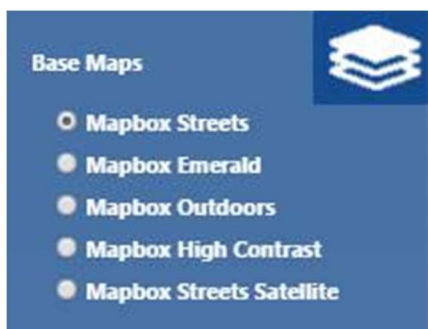 Base Maps
Mapbox Streets
Mapbox Emerald
Mapbox Outdoors
Mapbox High Contrast
Mapbox Streets Satellite